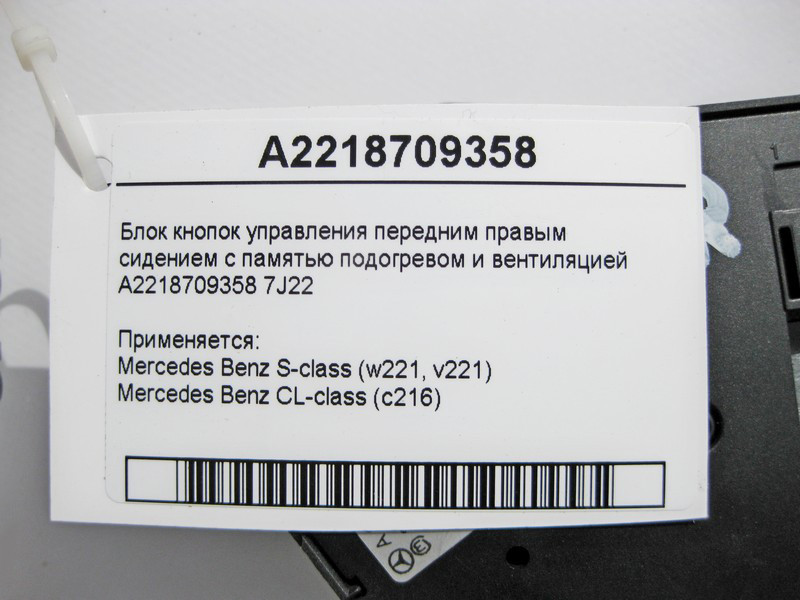 A2218709358
Блок кнопок управления передним правым
сидением с памятью подогревом и вентиляцией
A2218709358 7J22
Применяется:
Mercedes Benz S-class (w221, v221)
Mercedes Benz CL-class (c216)
A